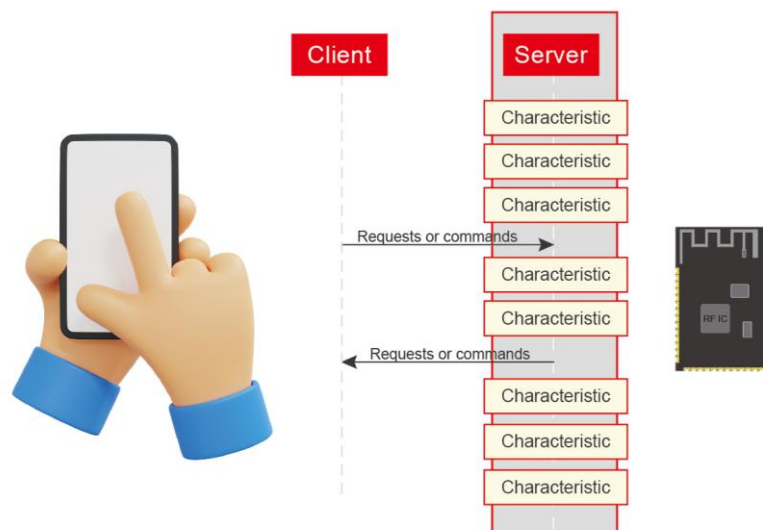 Client
Server
Characteristic
Characteristic
Characteristic
Requests or commands
Characteristic
Characteristic
RF IC
Requests or commands
Characteristic
Characteristic
Characteristic